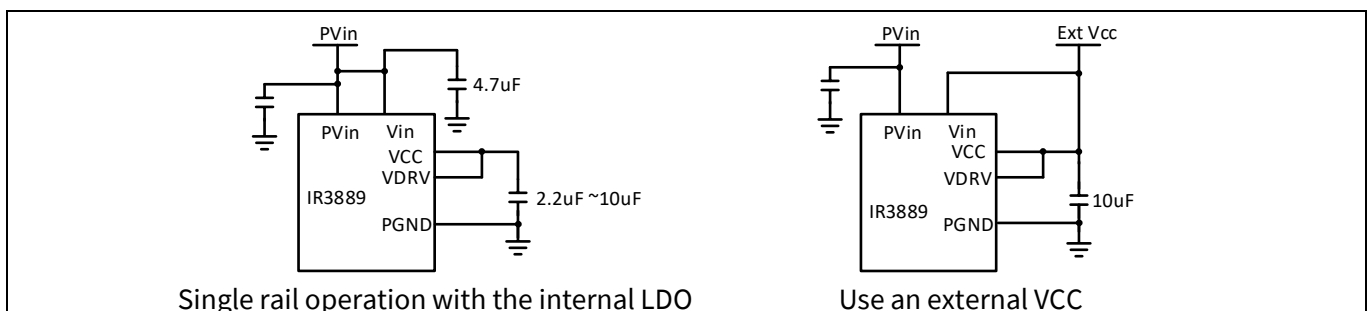 PVin
4.7uF
PVin Vin
VCC
VDRV
IR3889
2.2uF ~10uF
PGND
Single rail operation with the internal LDO
PVin
Ext Vcc
PVin Vin
VCC
VDRV
IR3889
10uF
PGND
Use an external VCC